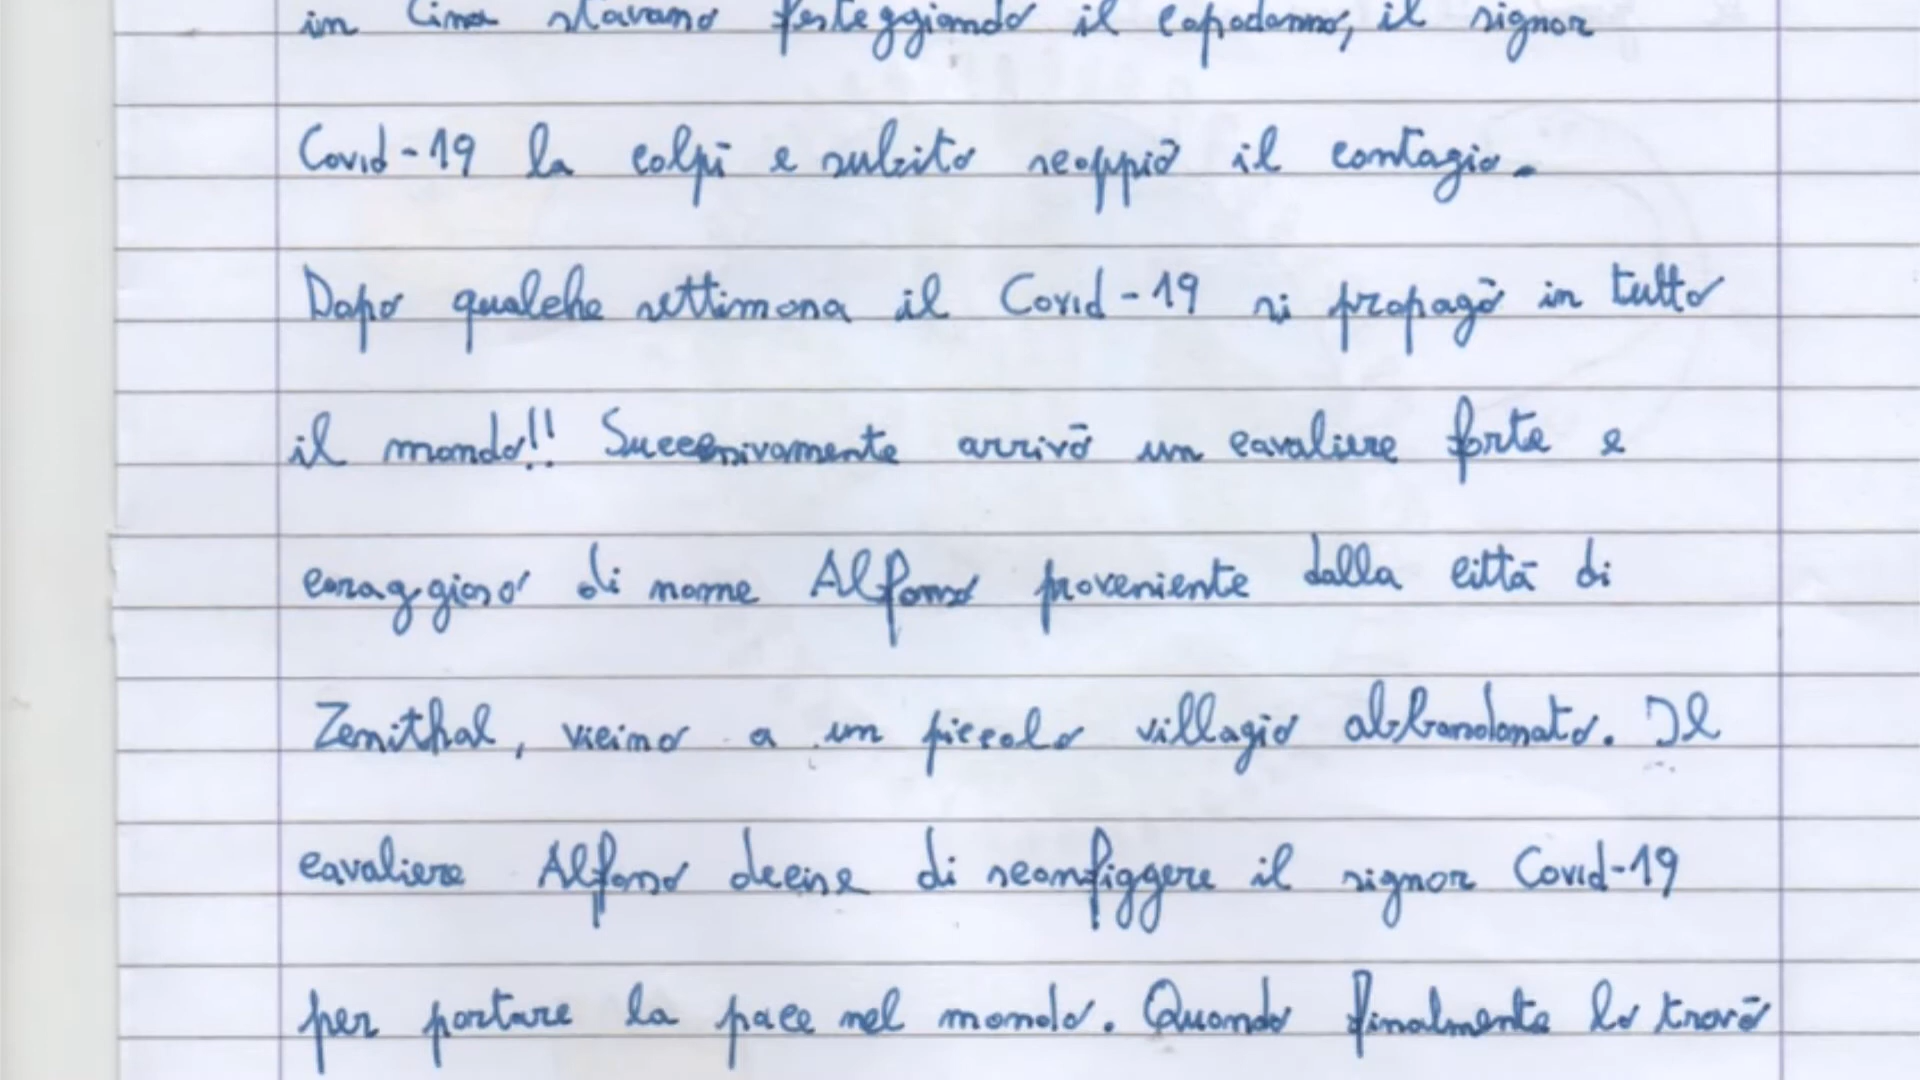 in Cina stavano festeggiando il capodanno, il signor
Covid-19 la colpì e subito scoppiò il contagio.
Dopo qualche settimana il Covid-19 si propagò in tutto
il mondo!! Successivamente arrivò un cavaliere forte e
coraggioso di nome Alfonso proveniente dalla città di
Zenithal, vicino a un piccolo villagio abbandonato. Il
cavaliere Alfonso decise di sconfiggere il signor Covid-19
per portare la pace nel mondo. Quando finalmente lo trovò